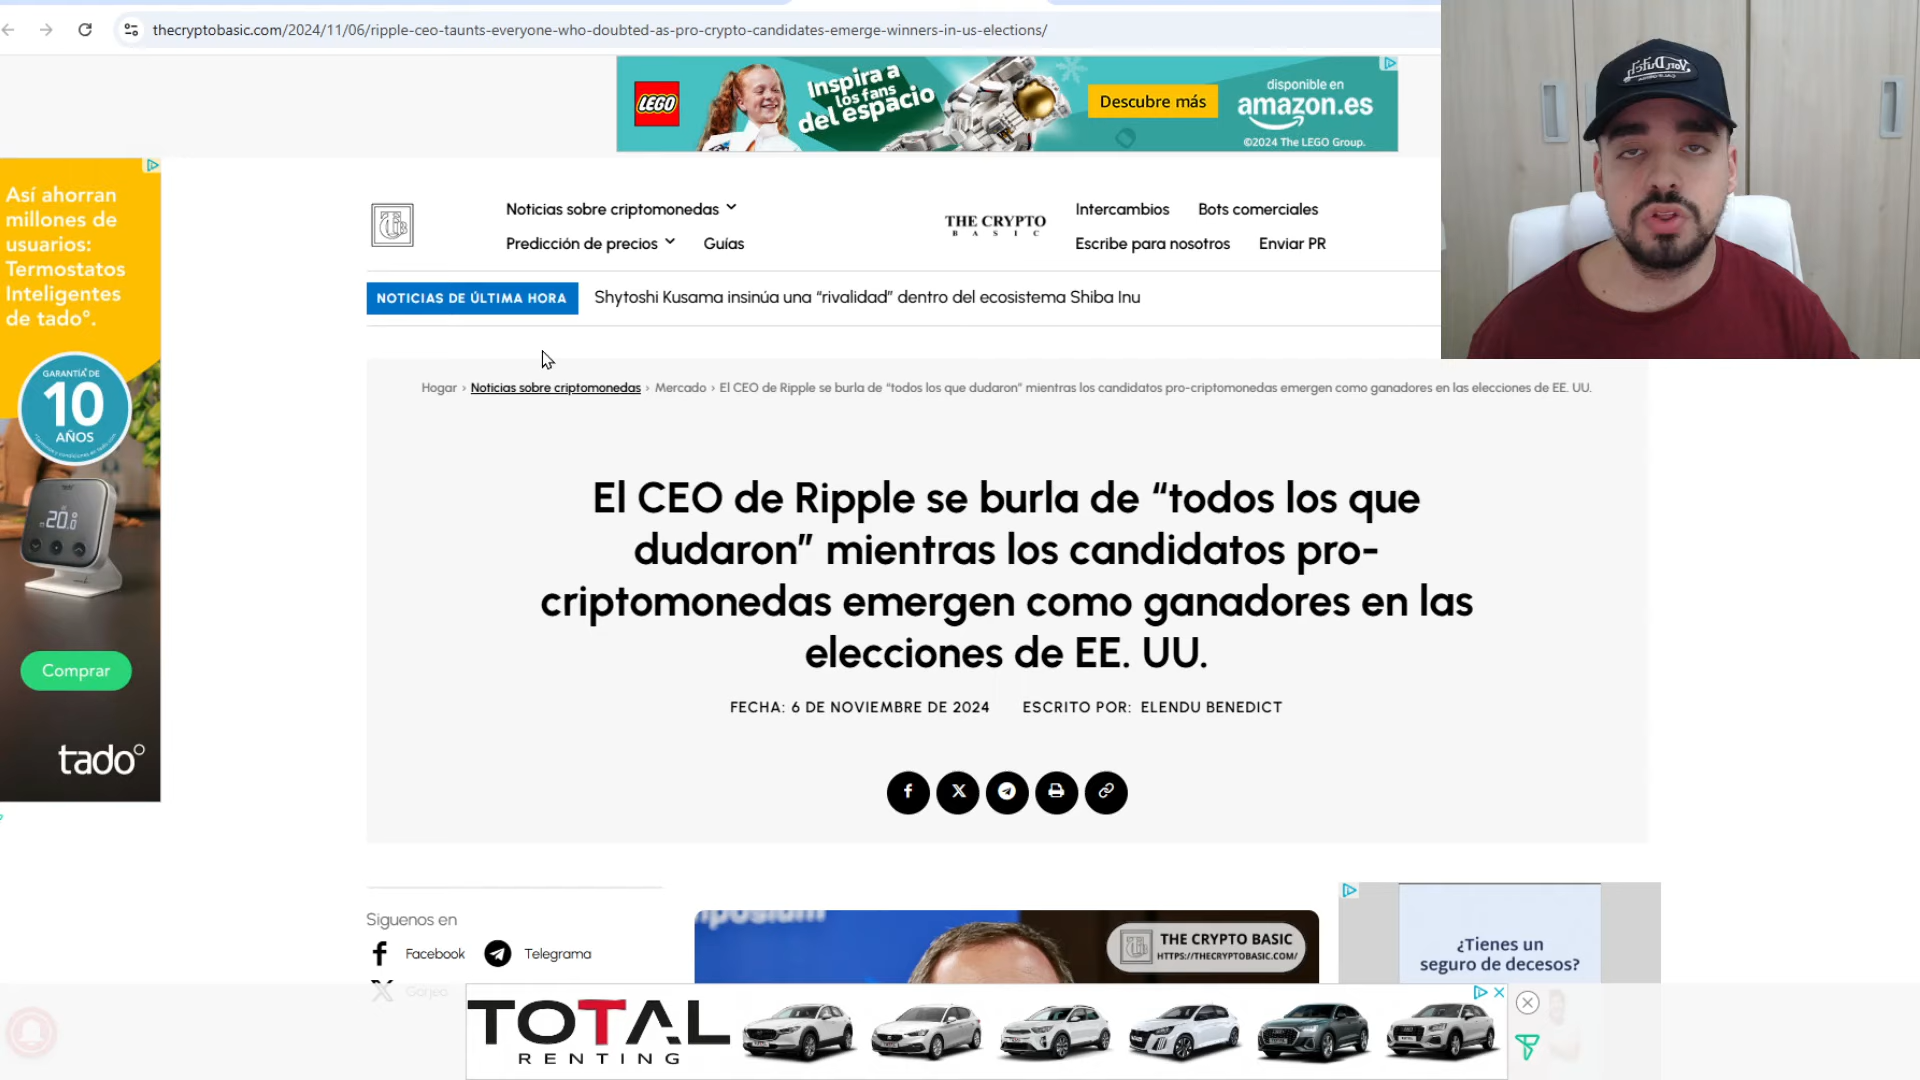 thecryptobasic.com/2024/11/06/ripple-ceo-taunts-everyone-who-doubted-as-pro-crypto-candidates-emerge-winners-in-us-elections/
LEGO
Inspira a
los fans
del espacio
Descubre más
disponible en
amazon.es
©2024 The LEGO Group.
Von Dutch
Así ahorran
millones de
usuarios:
Termostatos
Inteligentes
de tado°.
GARANTÍA DE
10
AÑOS
20.0
Comprar
tado°
Noticias sobre criptomonedas
Predicción de precios
Guías
THE CRYPTO
BASIC
Intercambios
Bots comerciales
Escribe para nosotros
Enviar PR
NOTICIAS DE ÚLTIMA HORA
Shytoshi Kusama insinúa una “rivalidad” dentro del ecosistema Shiba Inu
Hogar › Noticias sobre criptomonedas › Mercado › El CEO de Ripple se burla de “todos los que dudaron” mientras los candidatos pro-criptomonedas emergen como ganadores en las elecciones de EE. UU.
El CEO de Ripple se burla de “todos los que
dudaron” mientras los candidatos pro-
criptomonedas emergen como ganadores en las
elecciones de EE. UU.
FECHA: 6 DE NOVIEMBRE DE 2024
ESCRITO POR: ELENDU BENEDICT
Síguenos en
Facebook
Telegrama
Gorjeo
THE CRYPTO BASIC
HTTPS://THECRYPTOBASIC.COM/
¿Tienes un
seguro de decesos?
TOTAL
RENTING